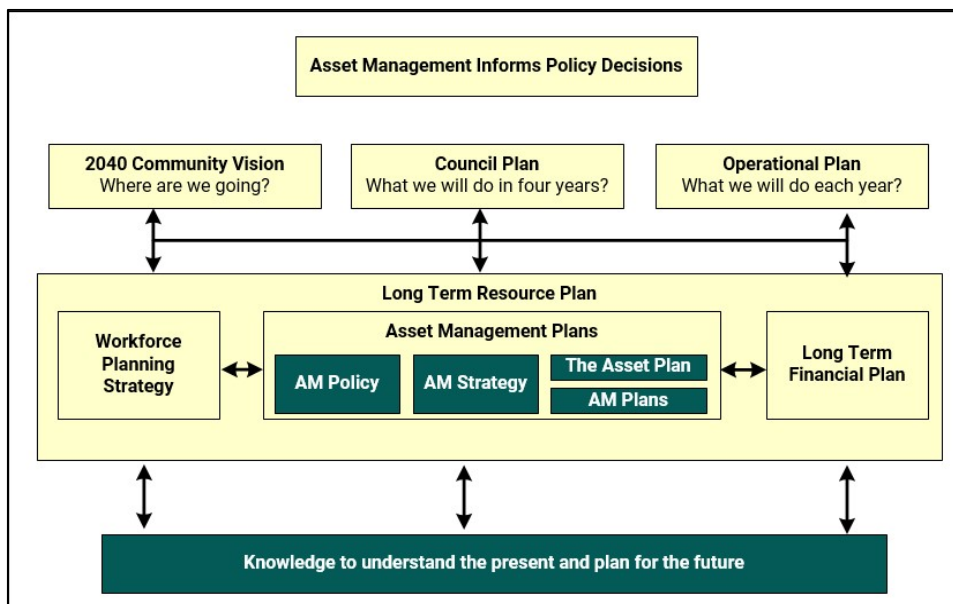 Asset Management Informs Policy Decisions
2040 Community Vision
Where are we going?
Council Plan
What we will do in four years?
Operational Plan
What we will do each year?
Long Term Resource Plan
Workforce
Planning
Strategy
Asset Management Plans
AM Policy
AM Strategy
The Asset Plan
AM Plans
Long Term
Financial Plan
Knowledge to understand the present and plan for the future